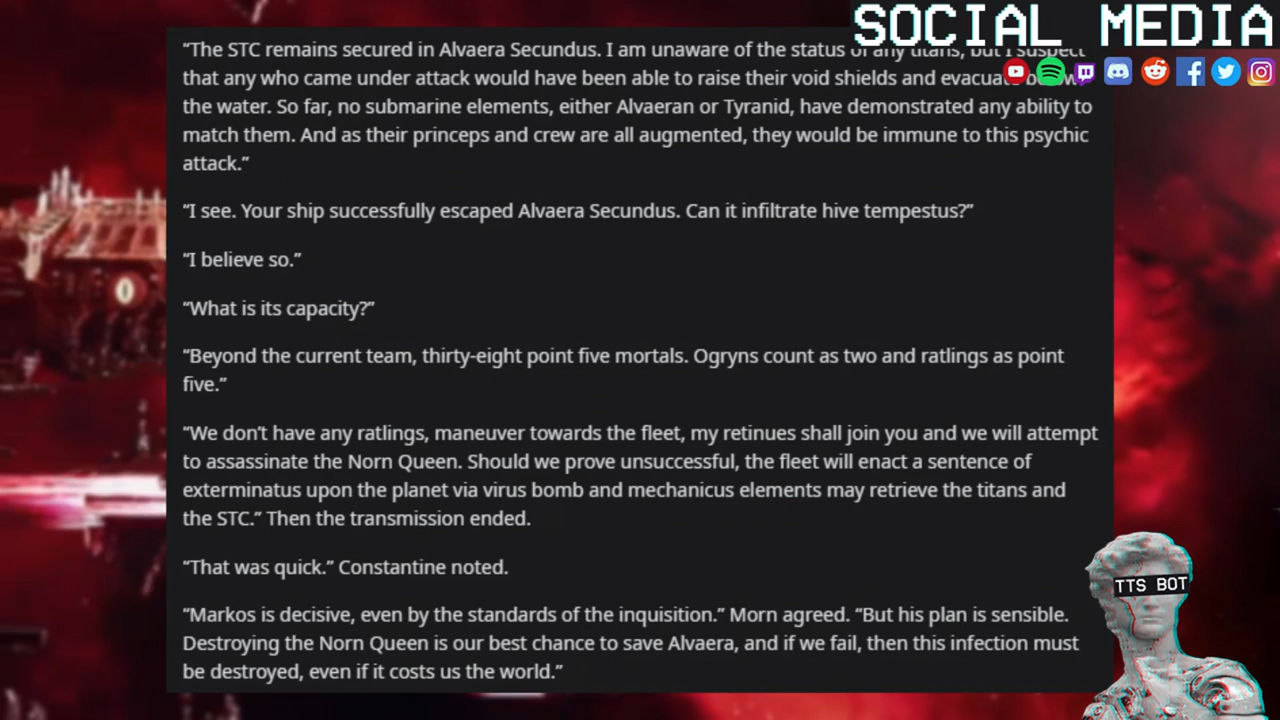 SOCIAL MEDIA
“The STC remains secured in Alvaera Secundus. I am unaware of the status of any titans, but I suspect
that any who came under attack would have been able to raise their void shields and evacuate
the water. So far, no submarine elements, either Alvaeran or Tyranid, have demonstrated any ability to
match them. And as their princeps and crew are all augmented, they would be immune to this psychic
attack.”
“I see. Your ship successfully escaped Alvaera Secundus. Can it infiltrate hive tempestus?”
“I believe so.”
“What is its capacity?”
“Beyond the current team, thirty-eight point five mortals. Ogryns count as two and ratlings as point
five.”
“We don’t have any ratlings, maneuver towards the fleet, my retinues shall join you and we will attempt
to assassinate the Norn Queen. Should we prove unsuccessful, the fleet will enact a sentence of
exterminatus upon the planet via virus bomb and mechanicus elements may retrieve the titans and
the STC.” Then the transmission ended.
“That was quick.” Constantine noted.
“Markos is decisive, even by the standards of the inquisition.” Morn agreed. “But his plan is sensible.
Destroying the Norn Queen is our best chance to save Alvaera, and if we fail, then this infection must
be destroyed, even if it costs us the world.”
TTS BOT